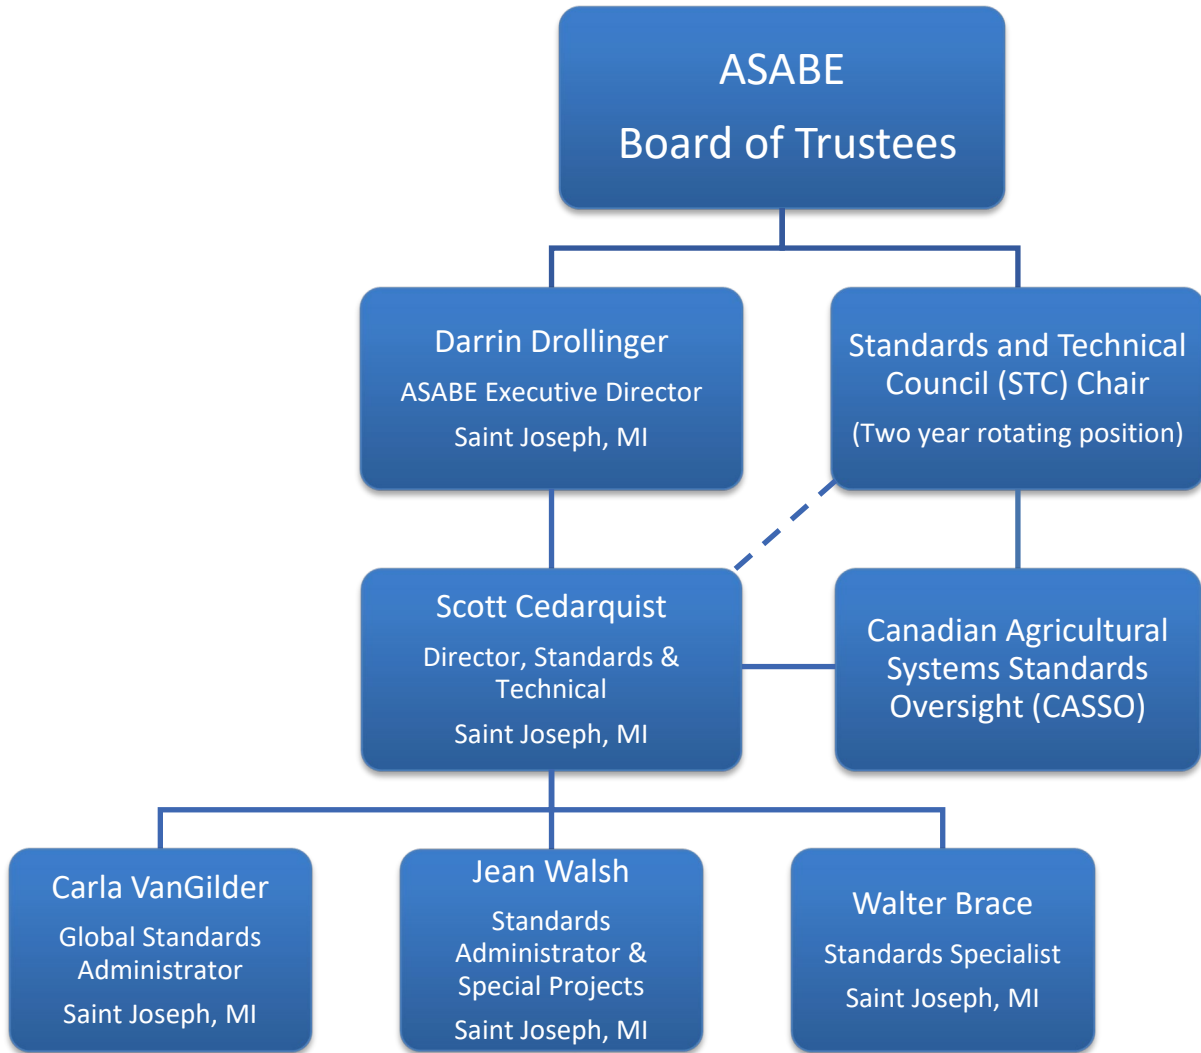 ASABE
Board of Trustees
Darrin Drollinger
ASABE Executive Director
Saint Joseph, MI
Standards and Technical
Council (STC) Chair
(Two year rotating position)
Scott Cedarquist
Director, Standards &
Technical
Saint Joseph, MI
Canadian Agricultural
Systems Standards
Oversight (CASSO)
Carla VanGilder
Global Standards
Administrator
Saint Joseph, MI
Jean Walsh
Standards
Administrator &
Special Projects
Saint Joseph, MI
Walter Brace
Standards Specialist
Saint Joseph, MI